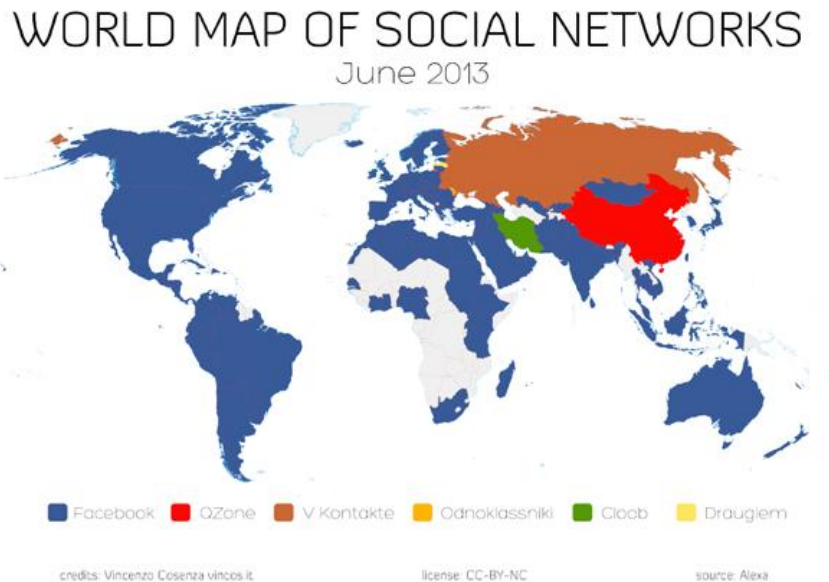 WORLD MAP OF SOCIAL NETWORKS
June 2013
Facebook QZone V Kontakte Odnoklassniki Cloob Draugiem
credits: Vincenzo Cosenza vincos.it license: CC-BY-NC source: Alexa